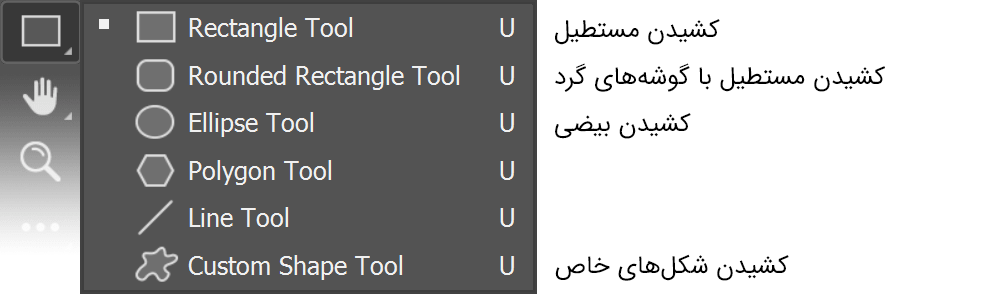 Rectangle Tool U کشیدن مستطیل
Rounded Rectangle Tool U کشیدن مستطیل با گوشه‌های گرد
Ellipse Tool U کشیدن بیضی
Polygon Tool U
Line Tool U
Custom Shape Tool U کشیدن شکل‌های خاص